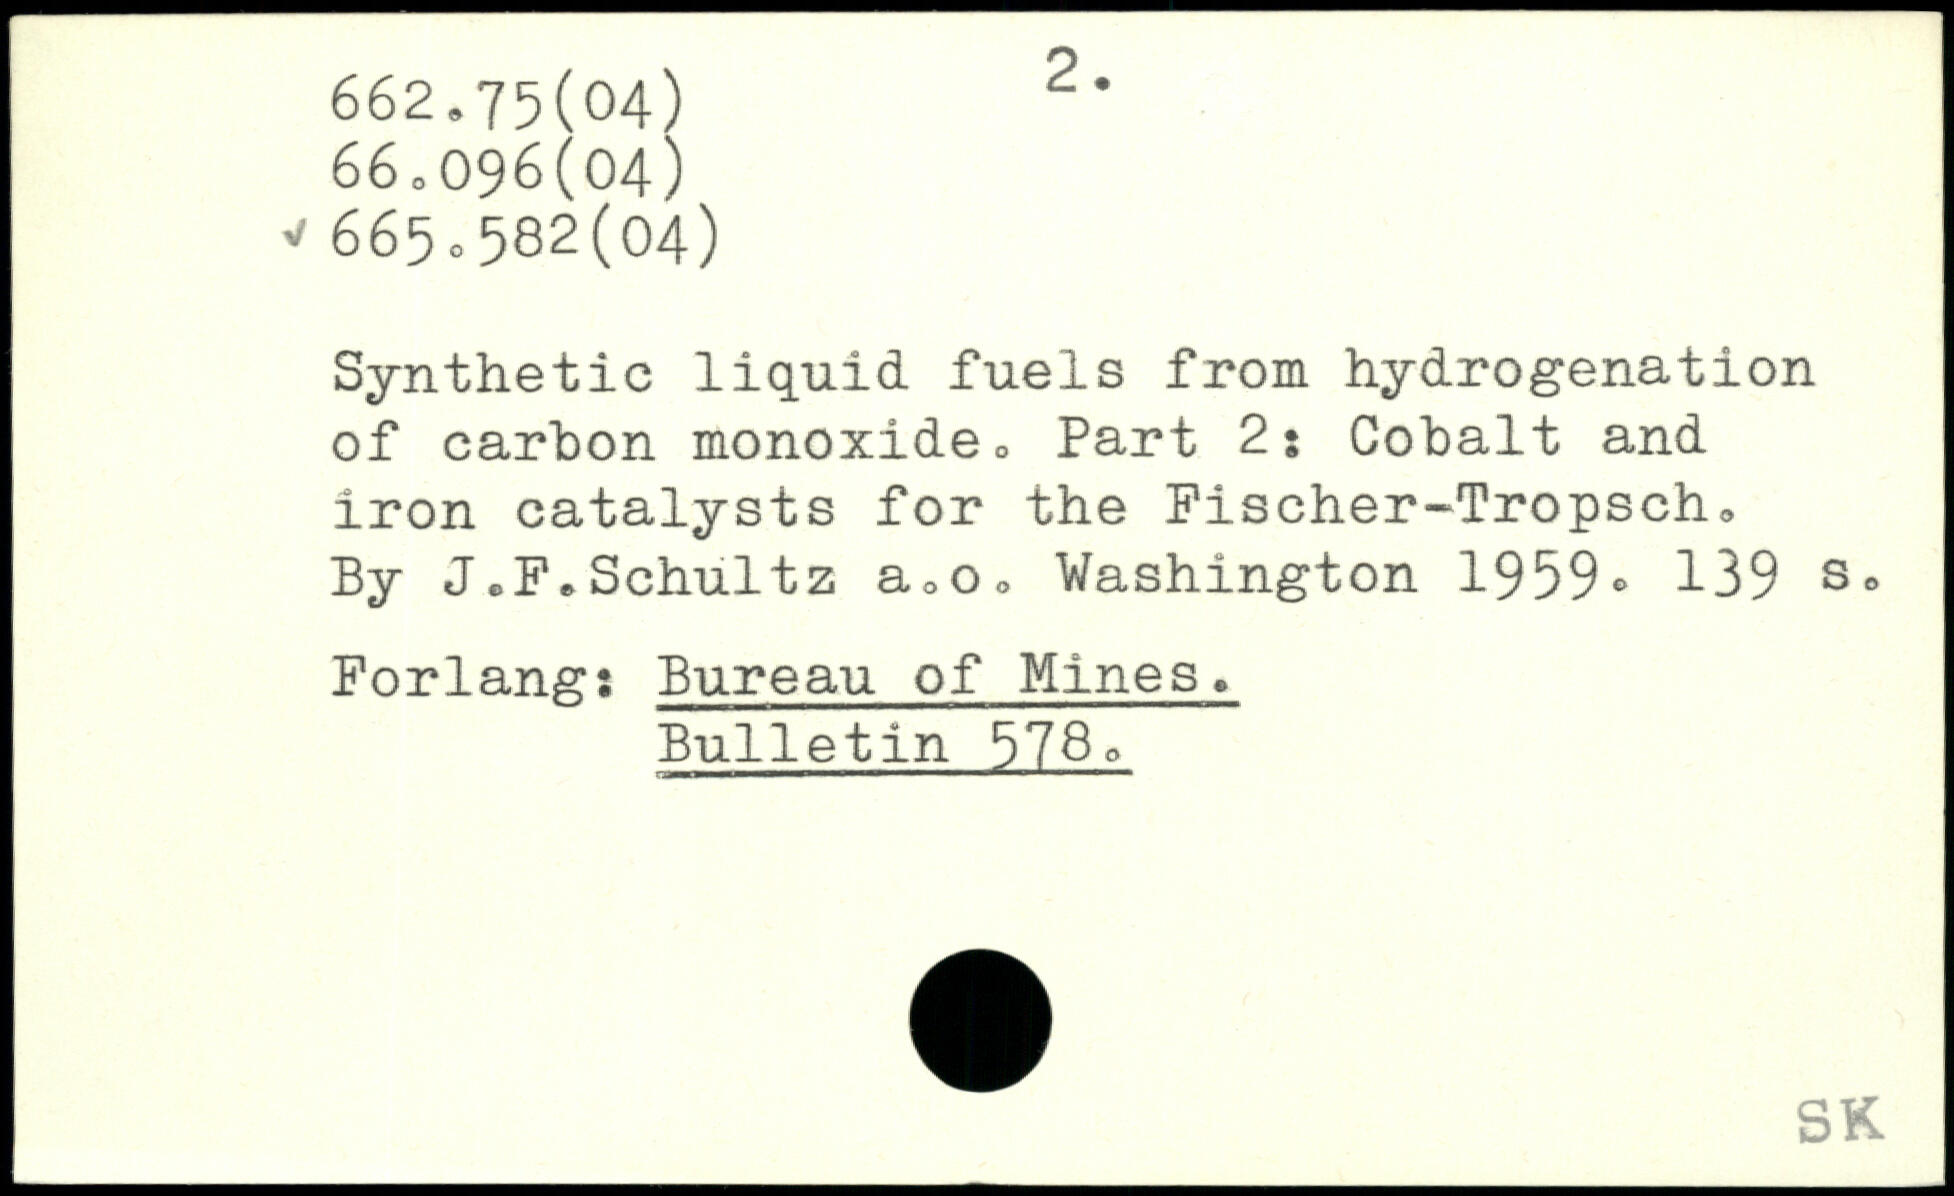 2.
662.75(04)
66.096(04)
✓ 665.582(04)
Synthetic liquid fuels from hydrogenation
of carbon monoxide. Part 2: Cobalt and
iron catalysts for the Fischer-Tropsch.
By J.F.Schultz a.o. Washington 1959. 139 s.
Forlang: Bureau of Mines.
Bulletin 578.
SK